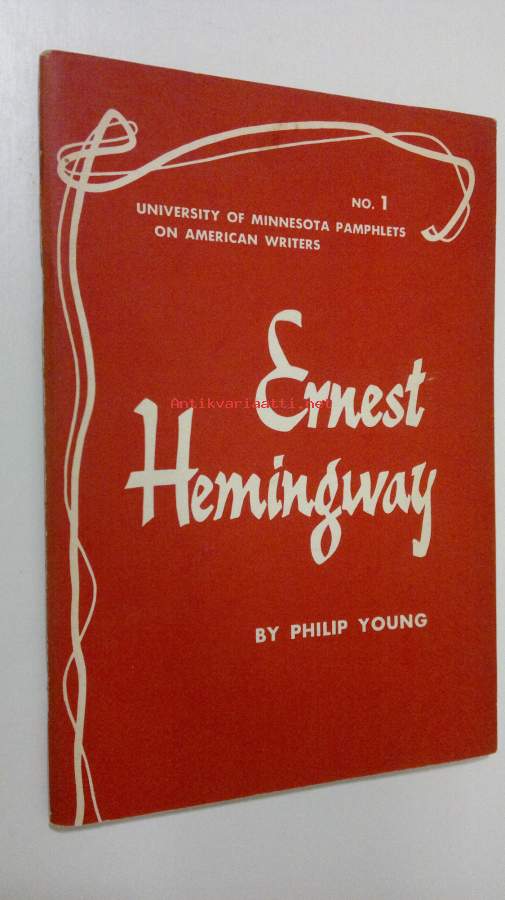 NO. 1
UNIVERSITY OF MINNESOTA PAMPHLETS
ON AMERICAN WRITERS
Ernest
Antikvariaatti.net
Hemingway
BY PHILIP YOUNG